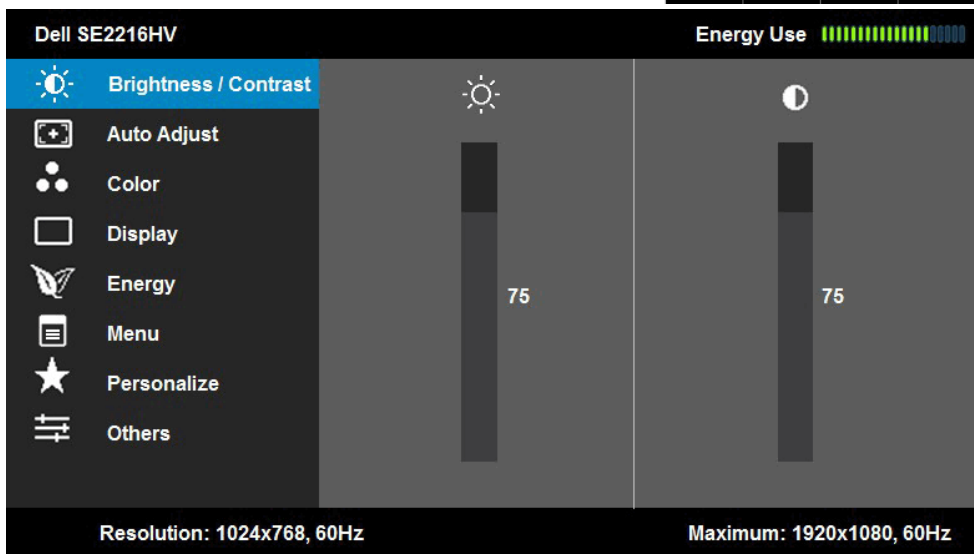 Dell SE2216HV Energy Use
Brightness / Contrast
Auto Adjust
Color
Display
Energy
75 75
Menu
Personalize
Others
Resolution: 1024x768, 60Hz Maximum: 1920x1080, 60Hz